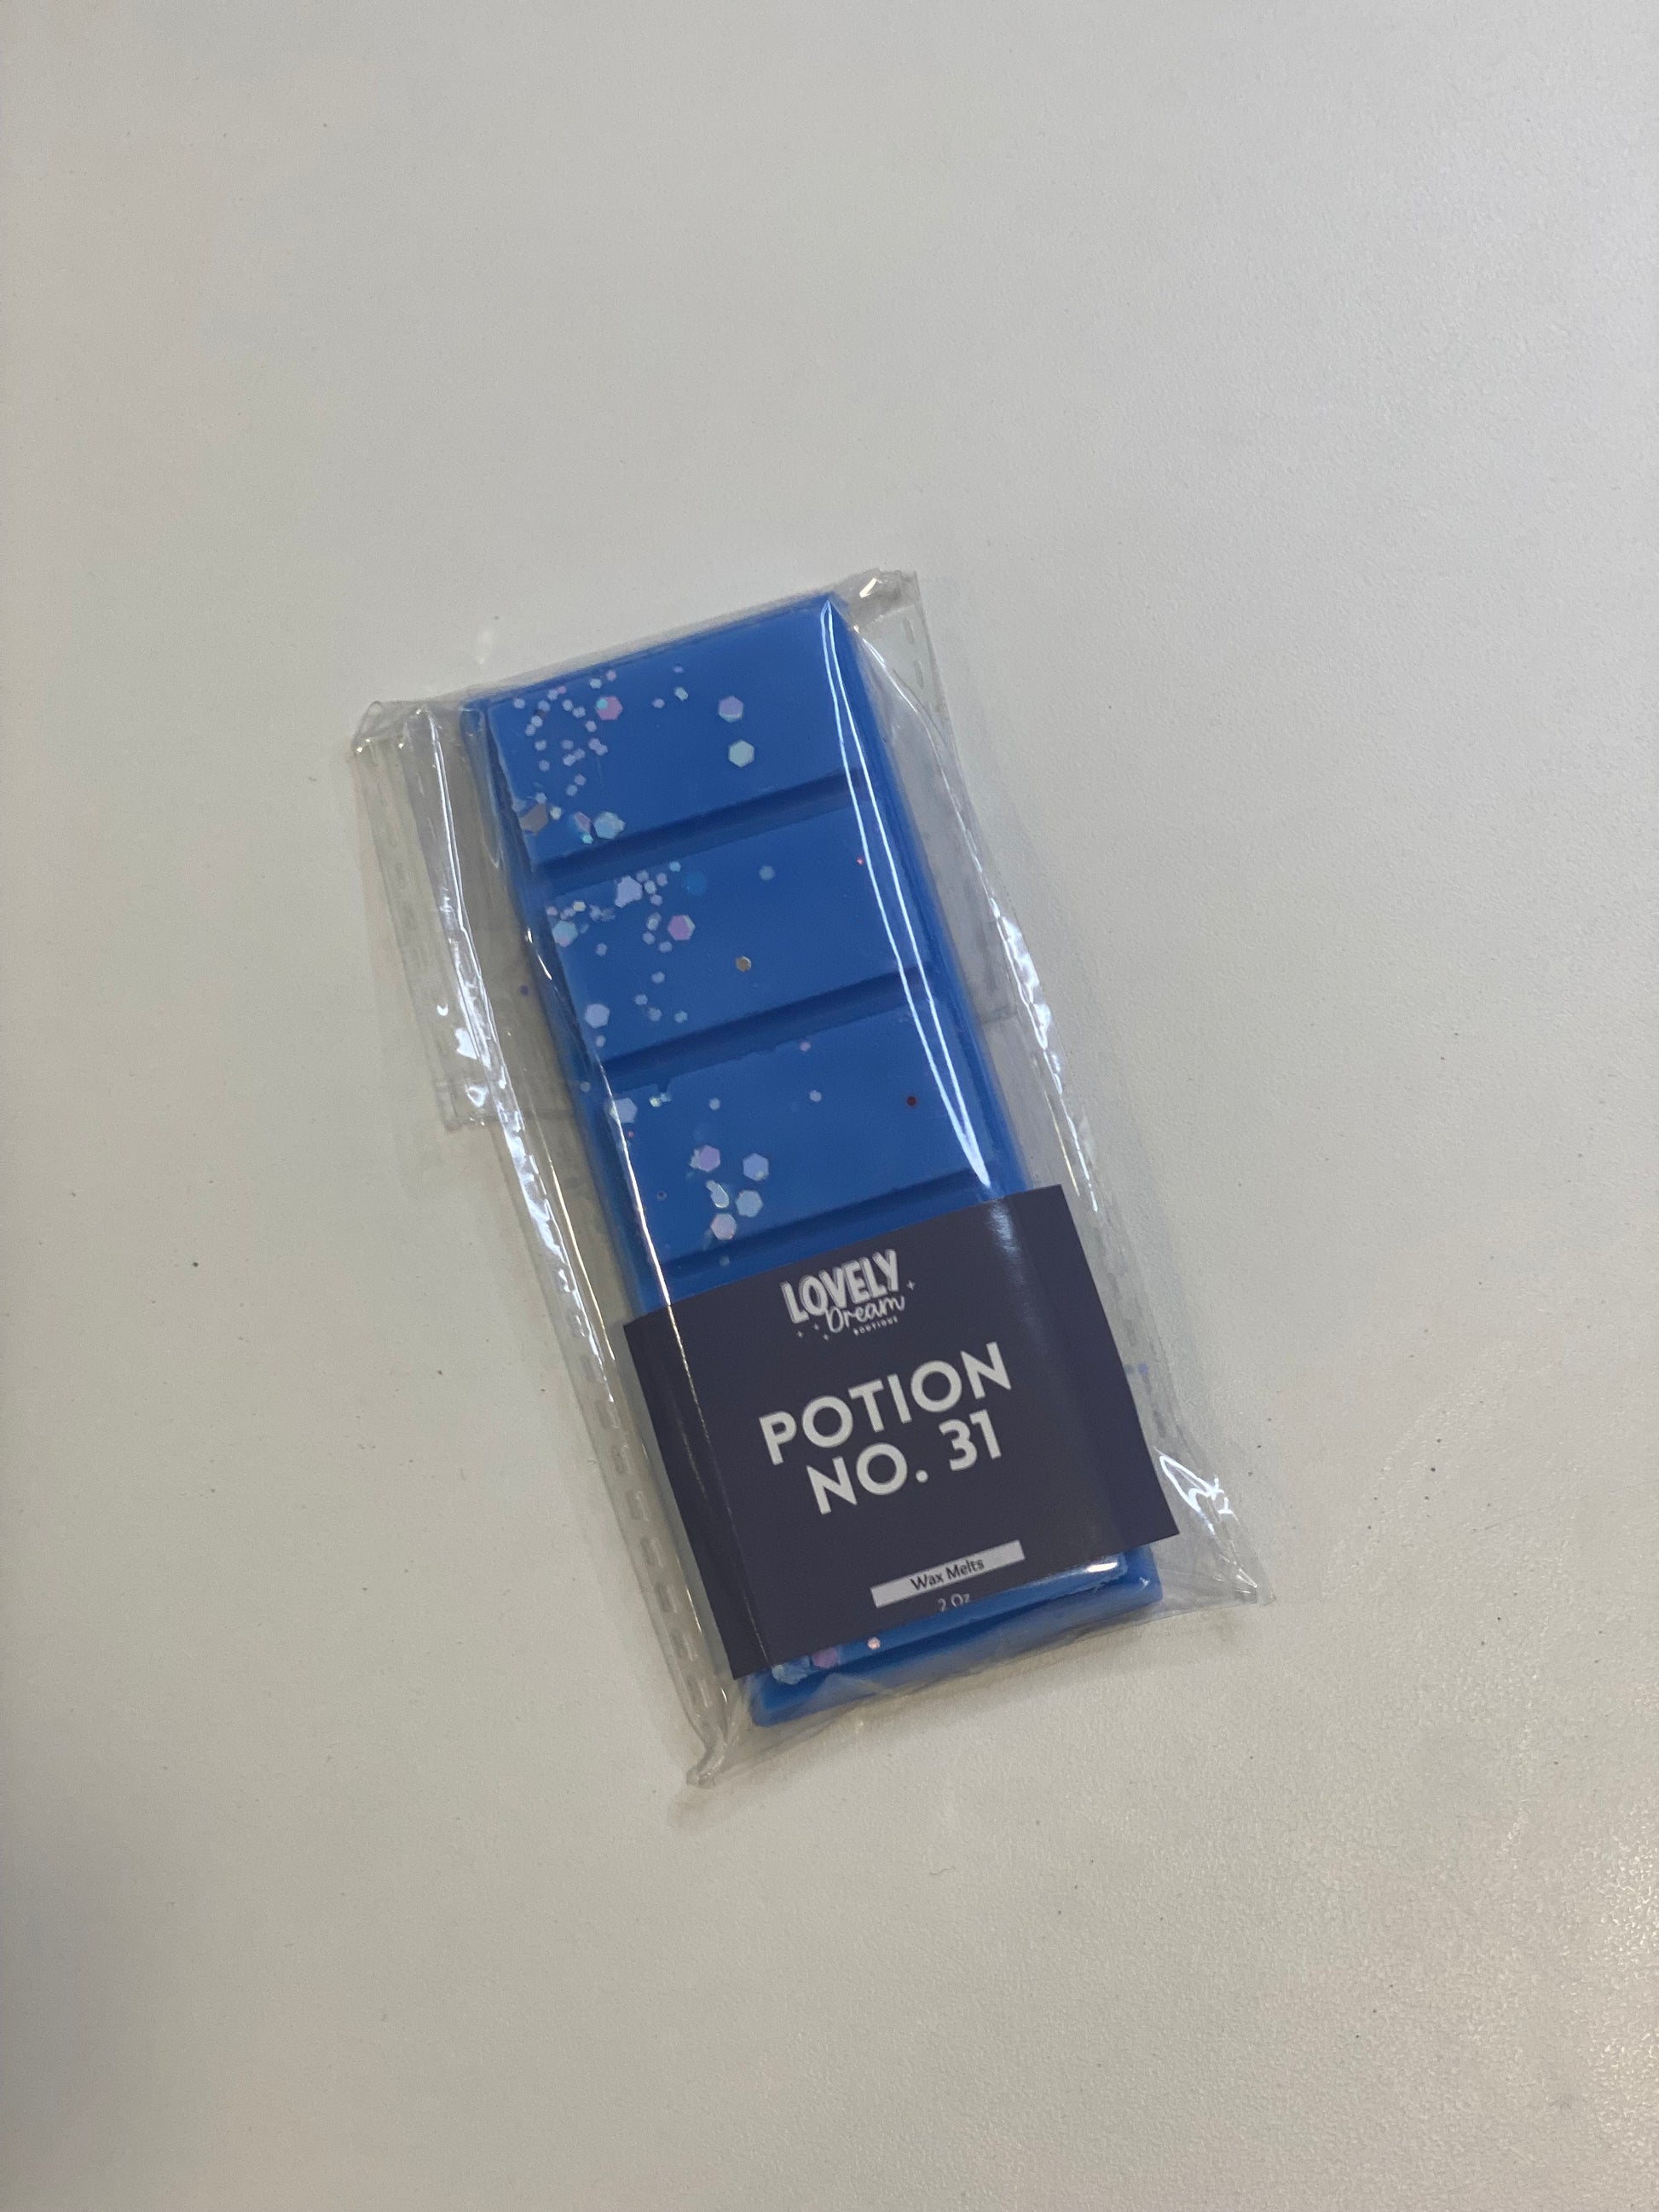 LOVELY
Dream
BOUTIQUE
POTION
NO. 31
Wax Melts
2 Oz